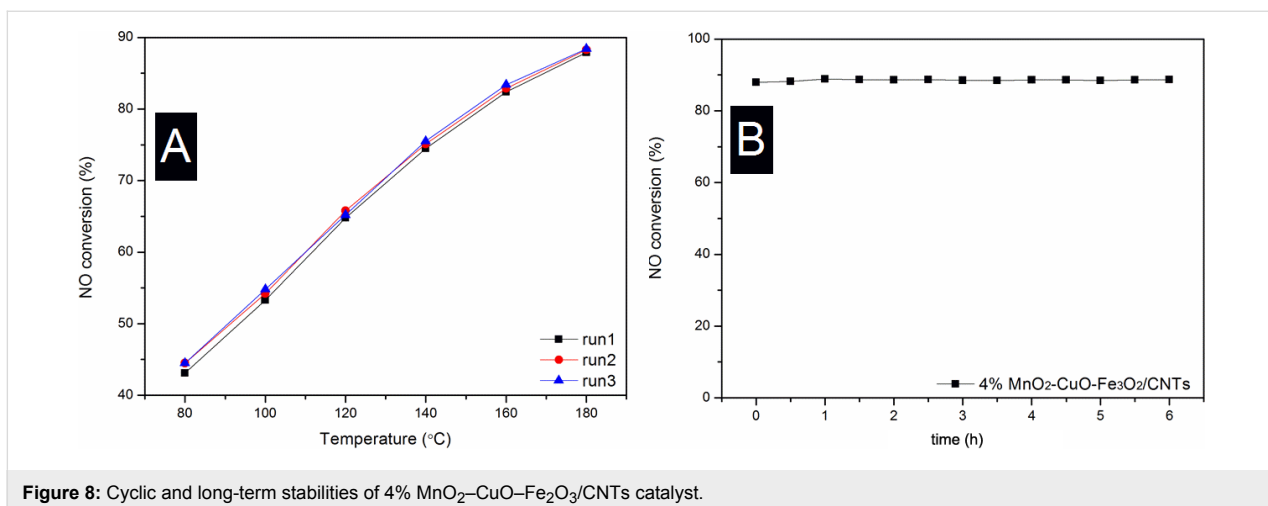 90
80
70
60
50
40
NO conversion (%)
A
run1
run2
run3
80 100 120 140 160 180
Temperature (°C)
100
80
60
40
20
0
NO conversion (%)
B
4% MnO₂-CuO-Fe₃O₂/CNTs
0 1 2 3 4 5 6
time (h)
Figure 8: Cyclic and long-term stabilities of 4% MnO₂–CuO–Fe₂O₃/CNTs catalyst.